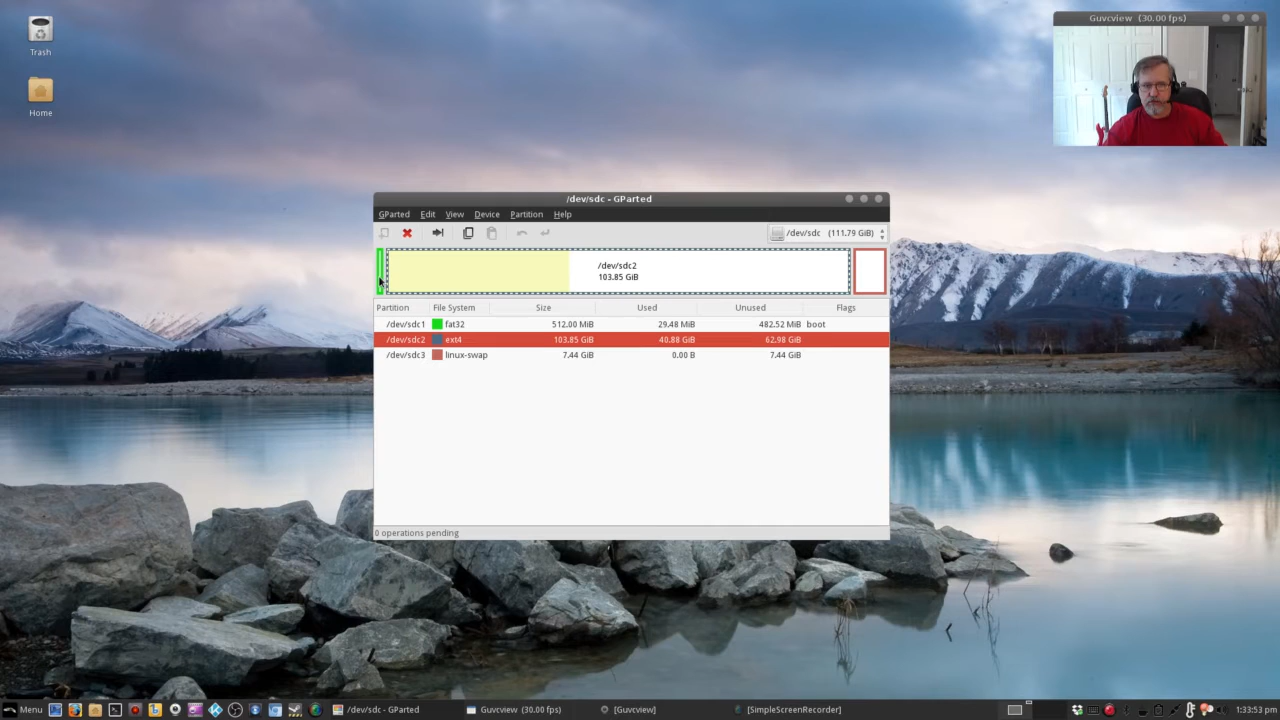 Trash
Home
Guvcview (30.00 fps)
/dev/sdc - GParted
GParted Edit View Device Partition Help
/dev/sdc (111.79 GiB)
/dev/sdc2
103.85 GiB
Partition File System Size Used Unused Flags
/dev/sdc1 fat32 512.00 MiB 29.48 MiB 482.52 MiB boot
/dev/sdc2 ext4 103.85 GiB 40.88 GiB 62.98 GiB
/dev/sdc3 linux-swap 7.44 GiB 0.00 B 7.44 GiB
0 operations pending
Menu /dev/sdc - GParted Guvcview (30.00 fps) [Guvcview] [SimpleScreenRecorder] 1:33:53 pm